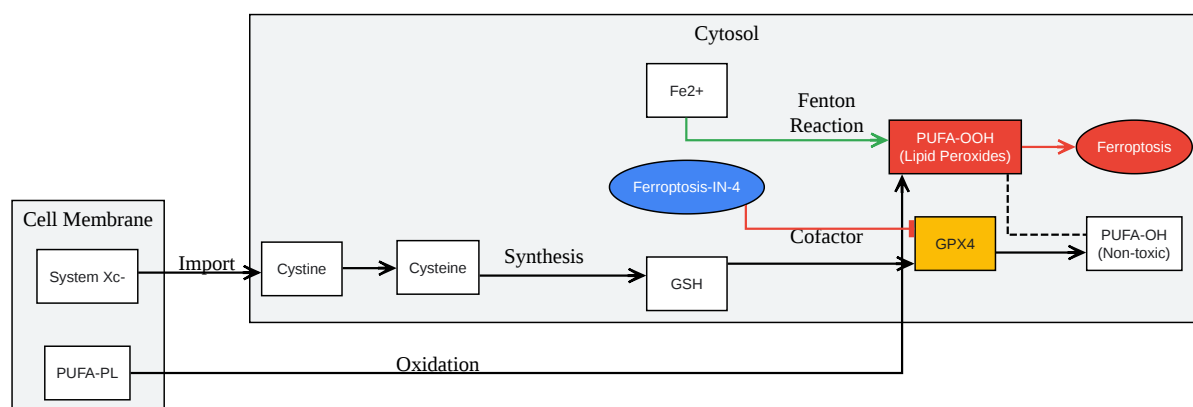 Cytosol
Fe2+
Fenton
Reaction
PUFA-OOH
(Lipid Peroxides)
Ferroptosis
Ferroptosis-IN-4
Cell Membrane
System Xc-
Import
Cystine
Cysteine
Synthesis
GSH
Cofactor
GPX4
PUFA-OH
(Non-toxic)
PUFA-PL
Oxidation